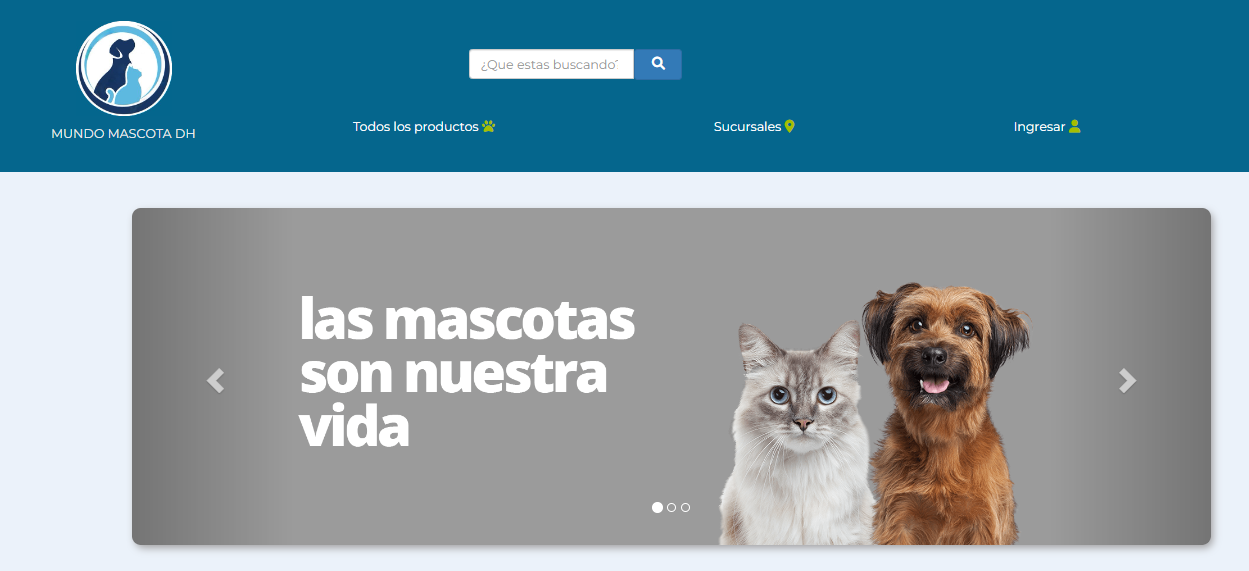 ¿Que estas buscando?
MUNDO MASCOTA DH
Todos los productos
Sucursales
Ingresar
las mascotas
son nuestra
vida